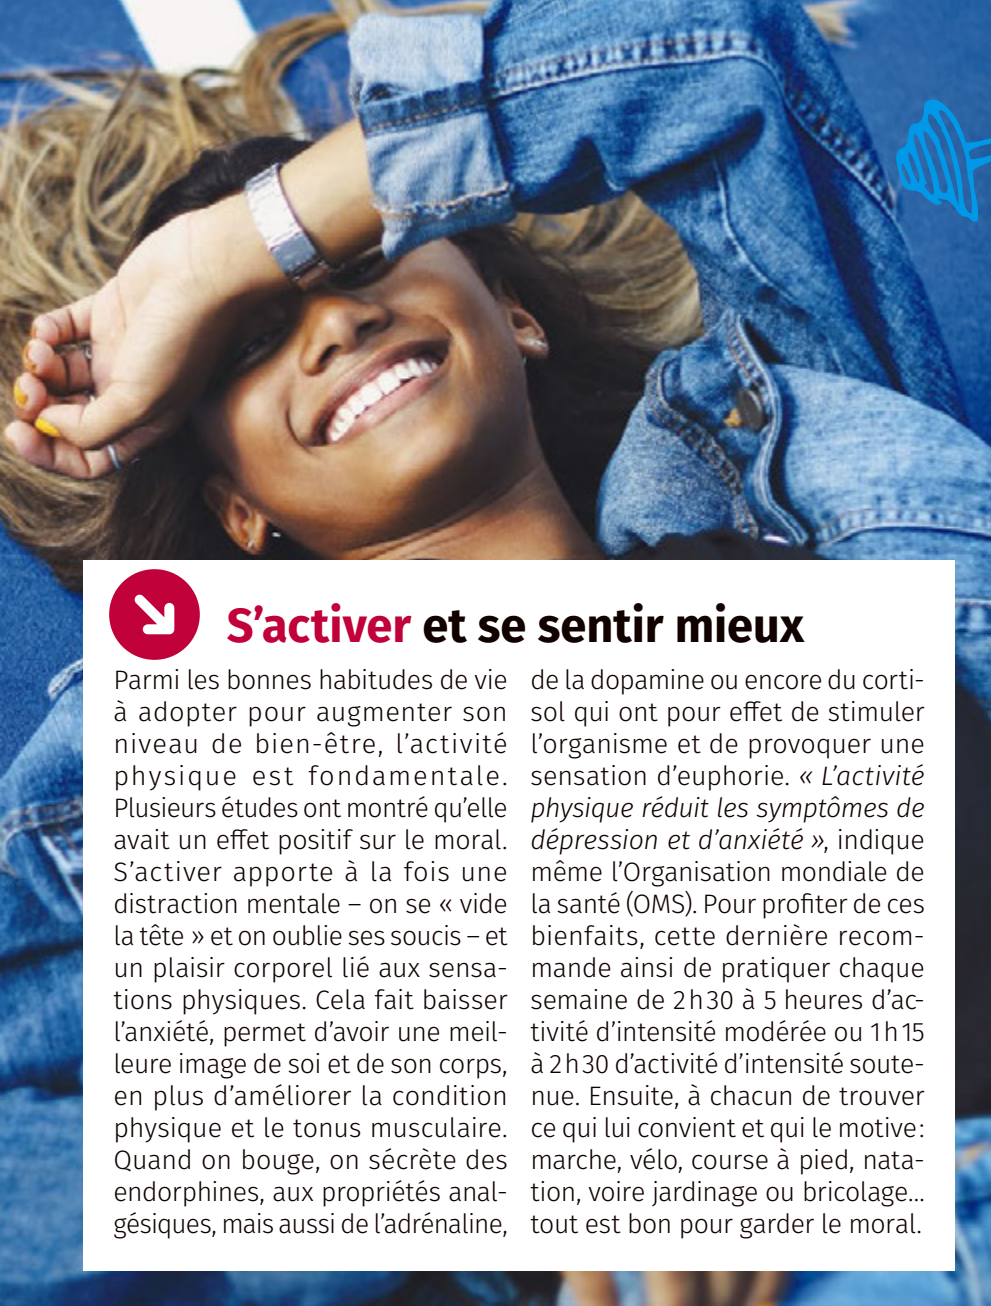 S’activer et se sentir mieux
Parmi les bonnes habitudes de vie
à adopter pour augmenter son
niveau de bien-être, l’activité
physique est fondamentale.
Plusieurs études ont montré qu’elle
avait un effet positif sur le moral.
S’activer apporte à la fois une
distraction mentale – on se « vide
la tête » et on oublie ses soucis – et
un plaisir corporel lié aux sensa-
tions physiques. Cela fait baisser
l’anxiété, permet d’avoir une meil-
leure image de soi et de son corps,
en plus d’améliorer la condition
physique et le tonus musculaire.
Quand on bouge, on sécrète des
endorphines, aux propriétés anal-
gésiques, mais aussi de l’adrénaline,
de la dopamine ou encore du corti-
sol qui ont pour effet de stimuler
l’organisme et de provoquer une
sensation d’euphorie. « L’activité
physique réduit les symptômes de
dépression et d’anxiété », indique
même l’Organisation mondiale de
la santé (OMS). Pour profiter de ces
bienfaits, cette dernière recom-
mande ainsi de pratiquer chaque
semaine de 2h30 à 5 heures d’ac-
tivité d’intensité modérée ou 1h15
à 2h30 d’activité d’intensité soute-
nue. Ensuite, à chacun de trouver
ce qui lui convient et qui le motive:
marche, vélo, course à pied, nata-
tion, voire jardinage ou bricolage...
tout est bon pour garder le moral.